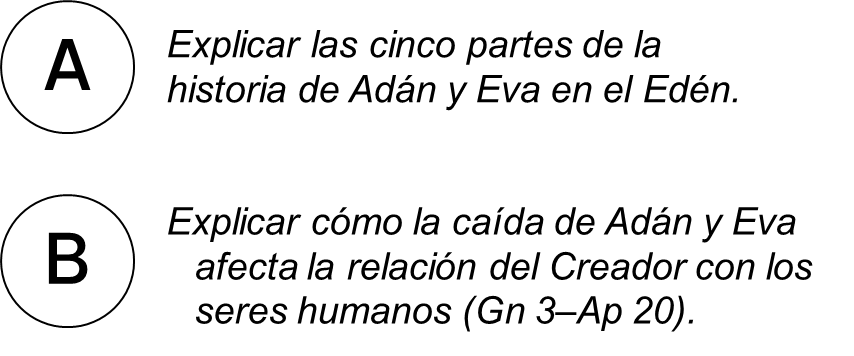 A
Explicar las cinco partes de la
historia de Adán y Eva en el Edén.
B
Explicar cómo la caída de Adán y Eva
afecta la relación del Creador con los
seres humanos (Gn 3–Ap 20).